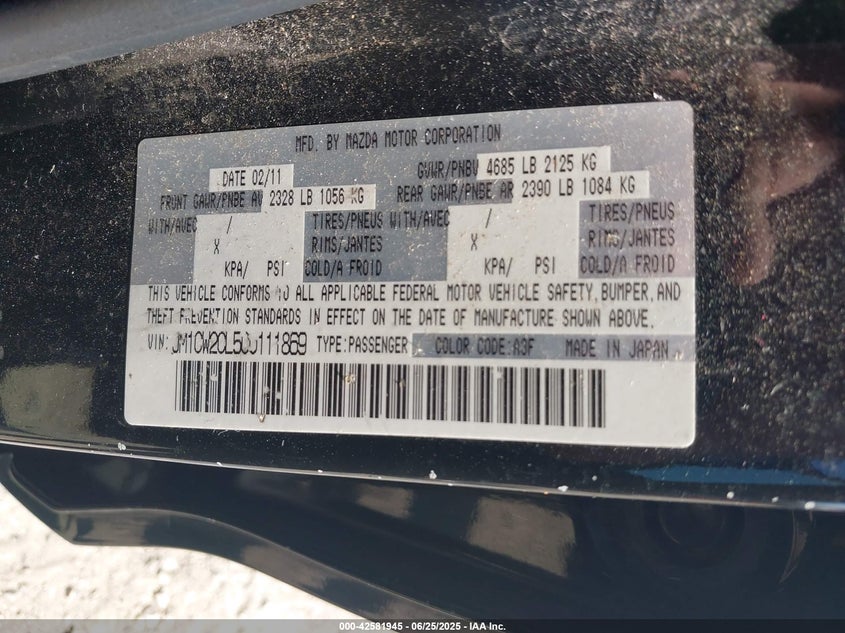 MFD. BY MAZDA MOTOR CORPORATION
DATE 02/11 GVWR/PNBV 4685 LB 2125 KG
FRONT GAWR/PNBE AV 2328 LB 1056 KG REAR GAWR/PNBE AR 2390 LB 1084 KG
WITH/AVEC / TIRES/PNEUS WITH/AVEC / TIRES/PNEUS
X RIMS/JANTES X RIMS/JANTES
KPA/ PSI COLD/A FROID KPA/ PSI COLD/A FROID
THIS VEHICLE CONFORMS TO ALL APPLICABLE FEDERAL MOTOR VEHICLE SAFETY, BUMPER, AND
THEFT PREVENTION STANDARDS IN EFFECT ON THE DATE OF MANUFACTURE SHOWN ABOVE.
VIN: JM1CW2CL5C0111869 TYPE:PASSENGER COLOR CODE:A3F MADE IN JAPAN
000-42581945 - 06/25/2025 - IAA, Inc.